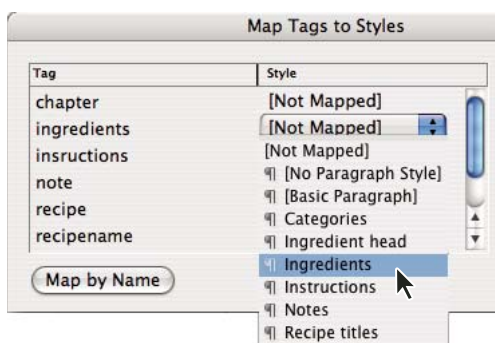 Map Tags to Styles
Tag Style
chapter [Not Mapped]
ingredients [Not Mapped]
insructions [Not Mapped]
note ¶ [No Paragraph Style]
recipe ¶ [Basic Paragraph]
recipename ¶ Categories
¶ Ingredient head
¶ Ingredients
Map by Name ¶ Instructions
¶ Notes
¶ Recipe titles